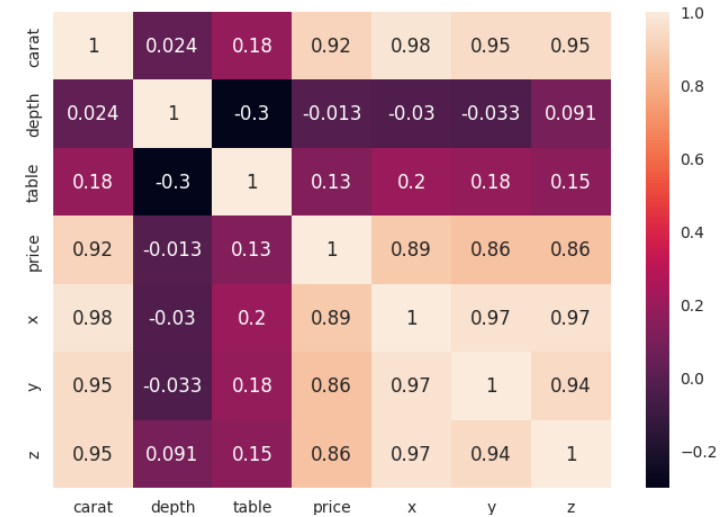 carat 1 0.024 0.18 0.92 0.98 0.95 0.95
depth 0.024 1 -0.3 -0.013 -0.03 -0.033 0.091
table 0.18 -0.3 1 0.13 0.2 0.18 0.15
price 0.92 -0.013 0.13 1 0.89 0.86 0.86
x 0.98 -0.03 0.2 0.89 1 0.97 0.97
y 0.95 -0.033 0.18 0.86 0.97 1 0.94
z 0.95 0.091 0.15 0.86 0.97 0.94 1
carat depth table price x y z
1.0
0.8
0.6
0.4
0.2
0.0
−0.2